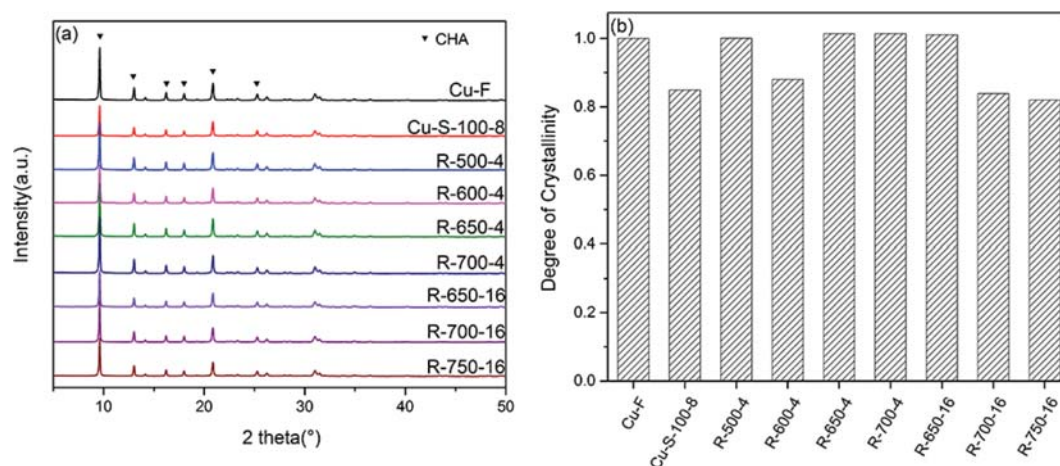 (a)
▼ CHA
Cu-F
Cu-S-100-8
R-500-4
R-600-4
R-650-4
R-700-4
R-650-16
R-700-16
R-750-16
Intensity(a.u.)
10 20 30 40 50
2 theta(°)
(b)
1.0
0.8
0.6
0.4
0.2
0.0
Degree of Crystallinity
Cu-F
Cu-S-100-8
R-500-4
R-600-4
R-650-4
R-700-4
R-650-16
R-700-16
R-750-16